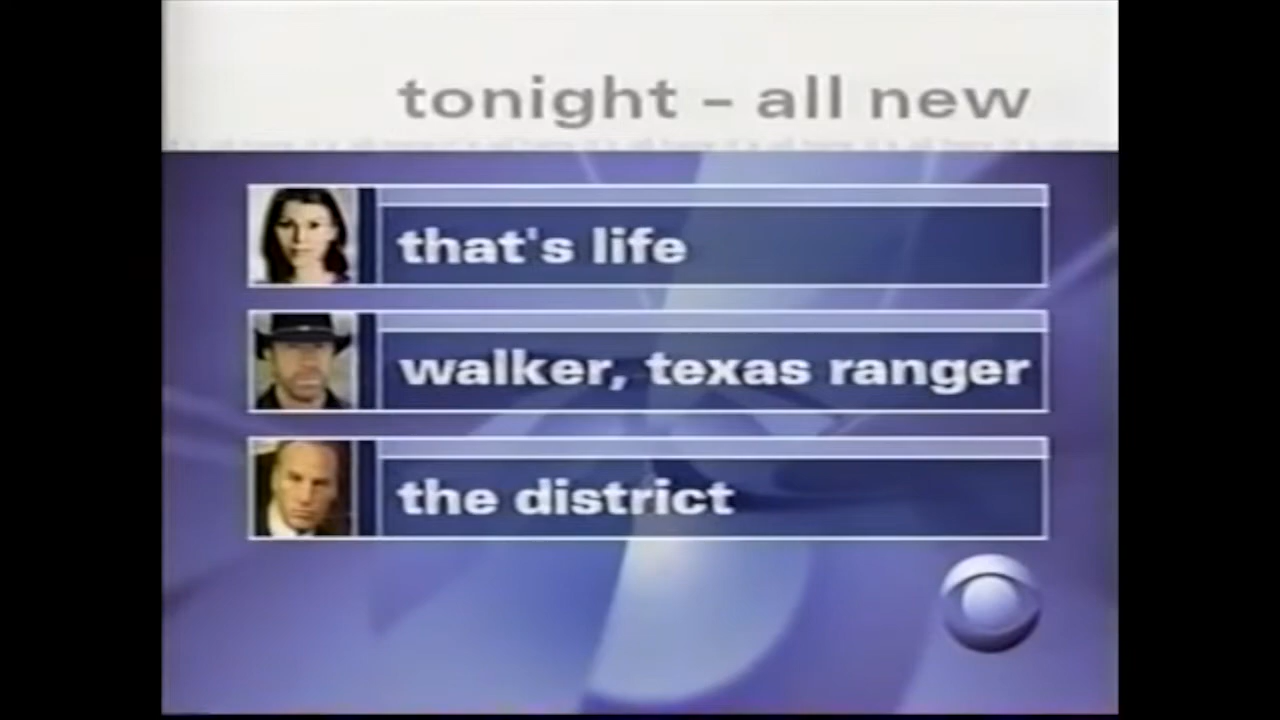 tonight – all new
that's life
walker, texas ranger
the district